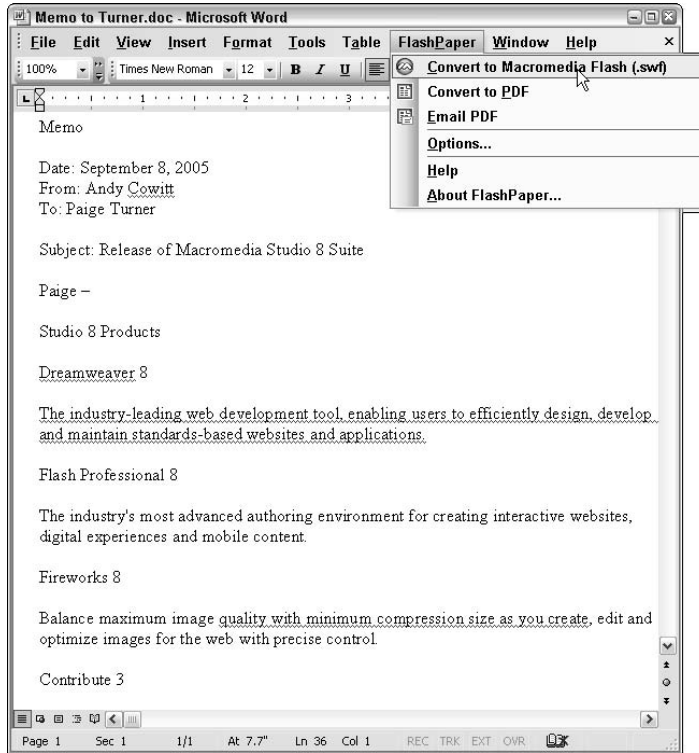 Memo to Turner.doc - Microsoft Word
File Edit View Insert Format Tools Table FlashPaper Window Help
100% Times New Roman 12 B I U
Convert to Macromedia Flash (.swf)
Convert to PDF
Email PDF
Options...
Help
About FlashPaper...
1 2 3
Memo
Date: September 8, 2005
From: Andy Cowitt
To: Paige Turner
Subject: Release of Macromedia Studio 8 Suite
Paige –
Studio 8 Products
Dreamweaver 8
The industry-leading web development tool, enabling users to efficiently design, develop
and maintain standards-based websites and applications.
Flash Professional 8
The industry's most advanced authoring environment for creating interactive websites,
digital experiences and mobile content.
Fireworks 8
Balance maximum image quality with minimum compression size as you create, edit and
optimize images for the web with precise control.
Contribute 3
Page 1 Sec 1 1/1 At 7.7" Ln 36 Col 1 REC TRK EXT OVR